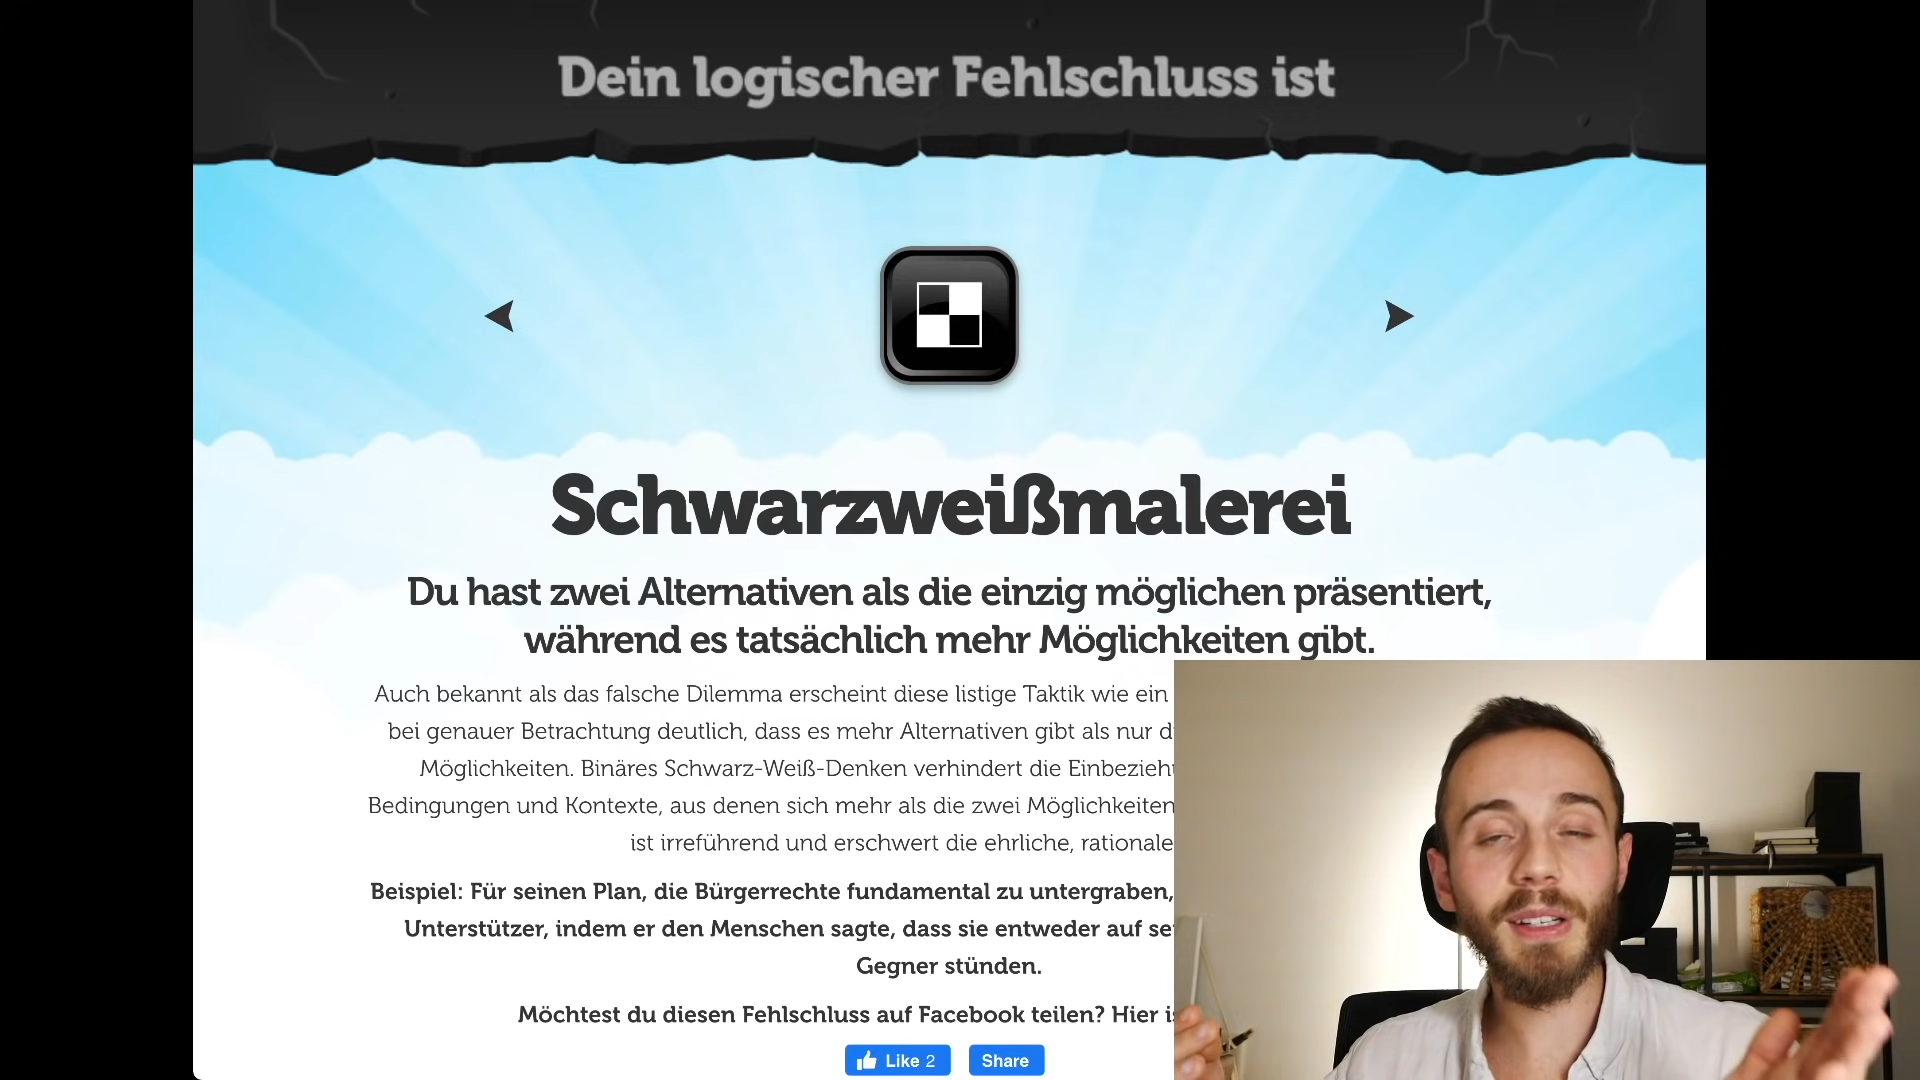 Dein logischer Fehlschluss ist
Schwarzweißmalerei
Du hast zwei Alternativen als die einzig möglichen präsentiert,
während es tatsächlich mehr Möglichkeiten gibt.
Auch bekannt als das falsche Dilemma erscheint diese listige Taktik wie ein
bei genauer Betrachtung deutlich, dass es mehr Alternativen gibt als nur
Möglichkeiten. Binäres Schwarz-Weiß-Denken verhindert die
Bedingungen und Kontexte, aus denen sich mehr als die zwei Möglichkeiten
ist irreführend und erschwert die ehrliche, rationale
Beispiel: Für seinen Plan, die Bürgerrechte fundamental zu untergraben,
Unterstützer, indem er den Menschen sagte, dass sie entweder auf
Gegner stünden.
Möchtest du diesen Fehlschluss auf Facebook teilen? Hier
Like 2
Share